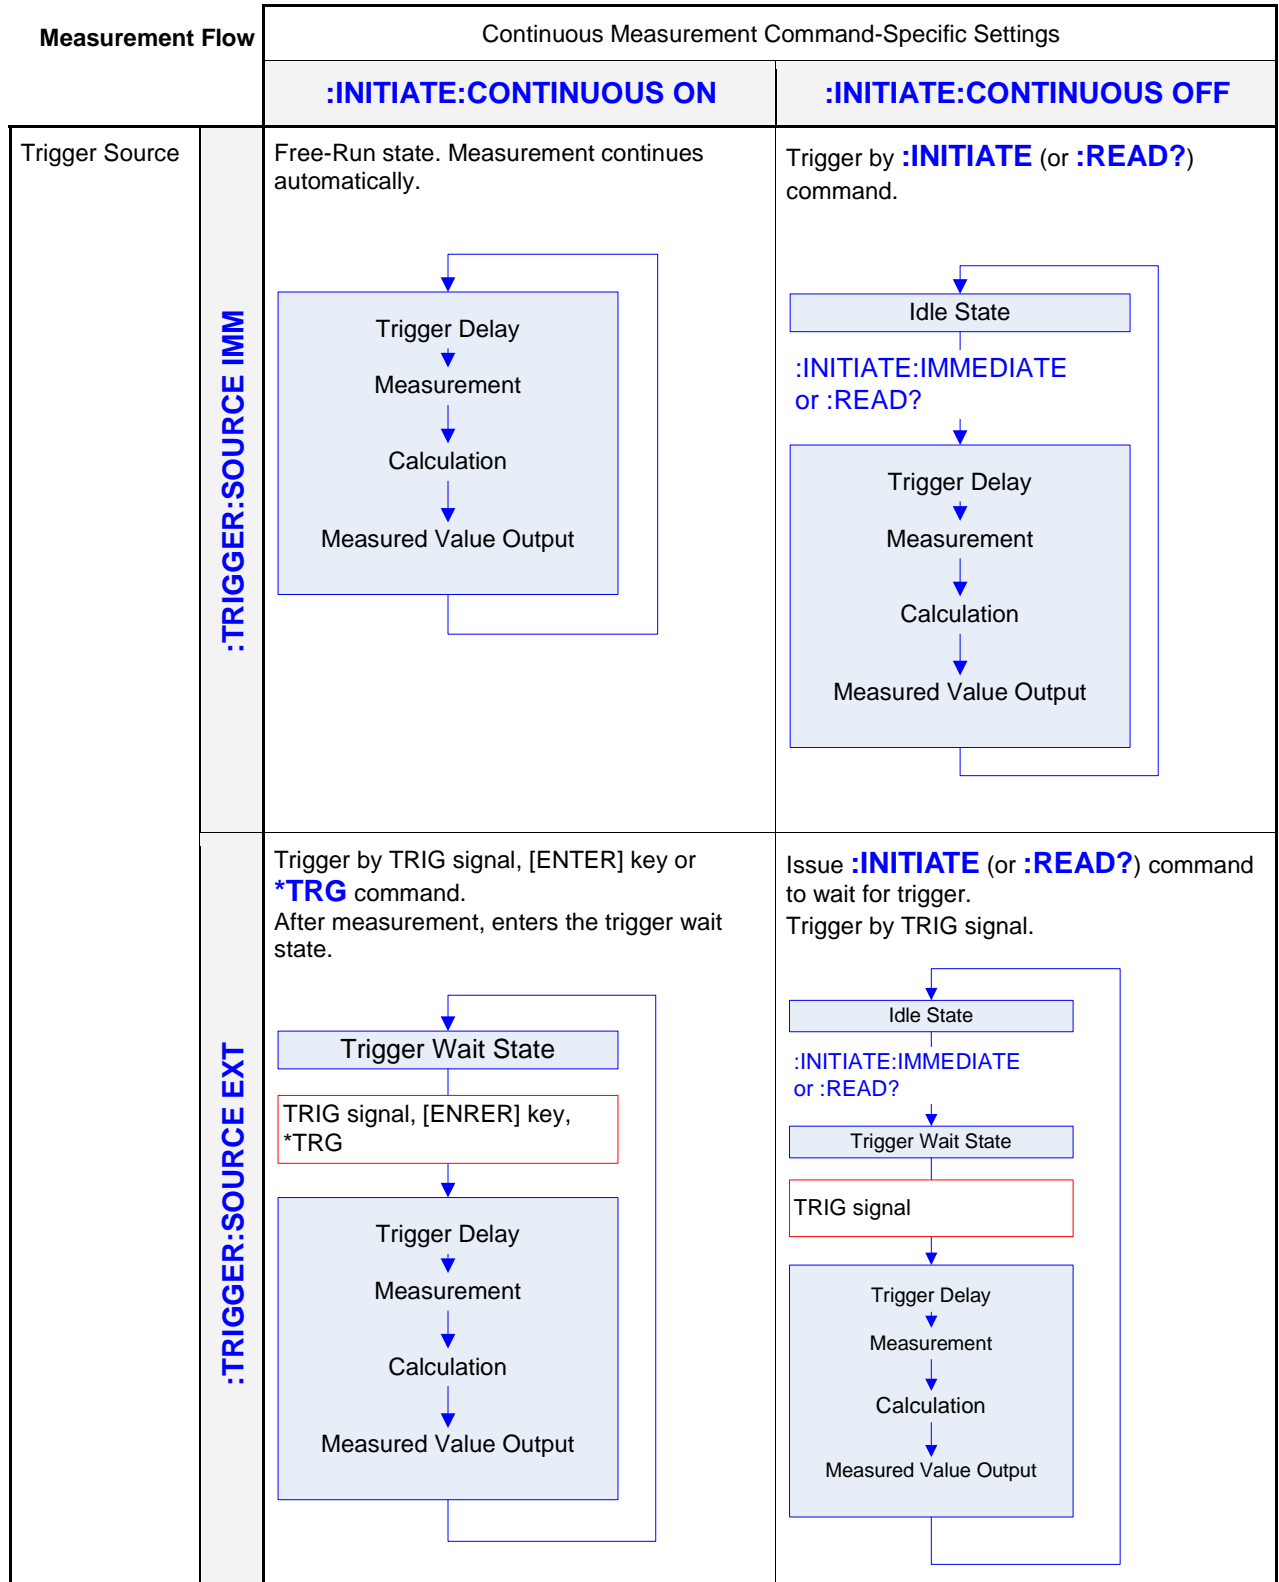 Measurement Flow
Continuous Measurement Command-Specific Settings
:INITIATE:CONTINUOUS ON
:INITIATE:CONTINUOUS OFF
Trigger Source
:TRIGGER:SOURCE IMM
Free-Run state. Measurement continues
automatically.
Trigger Delay
Measurement
Calculation
Measured Value Output
Trigger by :INITIATE (or :READ?)
command.
Idle State
:INITIATE:IMMEDIATE
or :READ?
Trigger Delay
Measurement
Calculation
Measured Value Output
:TRIGGER:SOURCE EXT
Trigger by TRIG signal, [ENTER] key or
*TRG command.
After measurement, enters the trigger wait
state.
Trigger Wait State
TRIG signal, [ENRER] key,
*TRG
Trigger Delay
Measurement
Calculation
Measured Value Output
Issue :INITIATE (or :READ?) command
to wait for trigger.
Trigger by TRIG signal.
Idle State
:INITIATE:IMMEDIATE
or :READ?
Trigger Wait State
TRIG signal
Trigger Delay
Measurement
Calculation
Measured Value Output